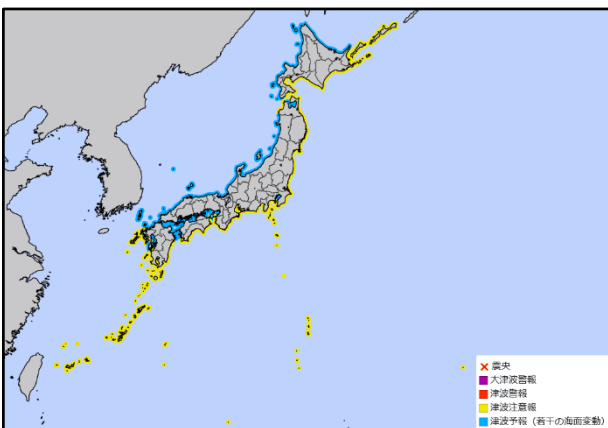 震央
大津波警報
津波警報
津波注意報
津波予報（若干の海面変動）